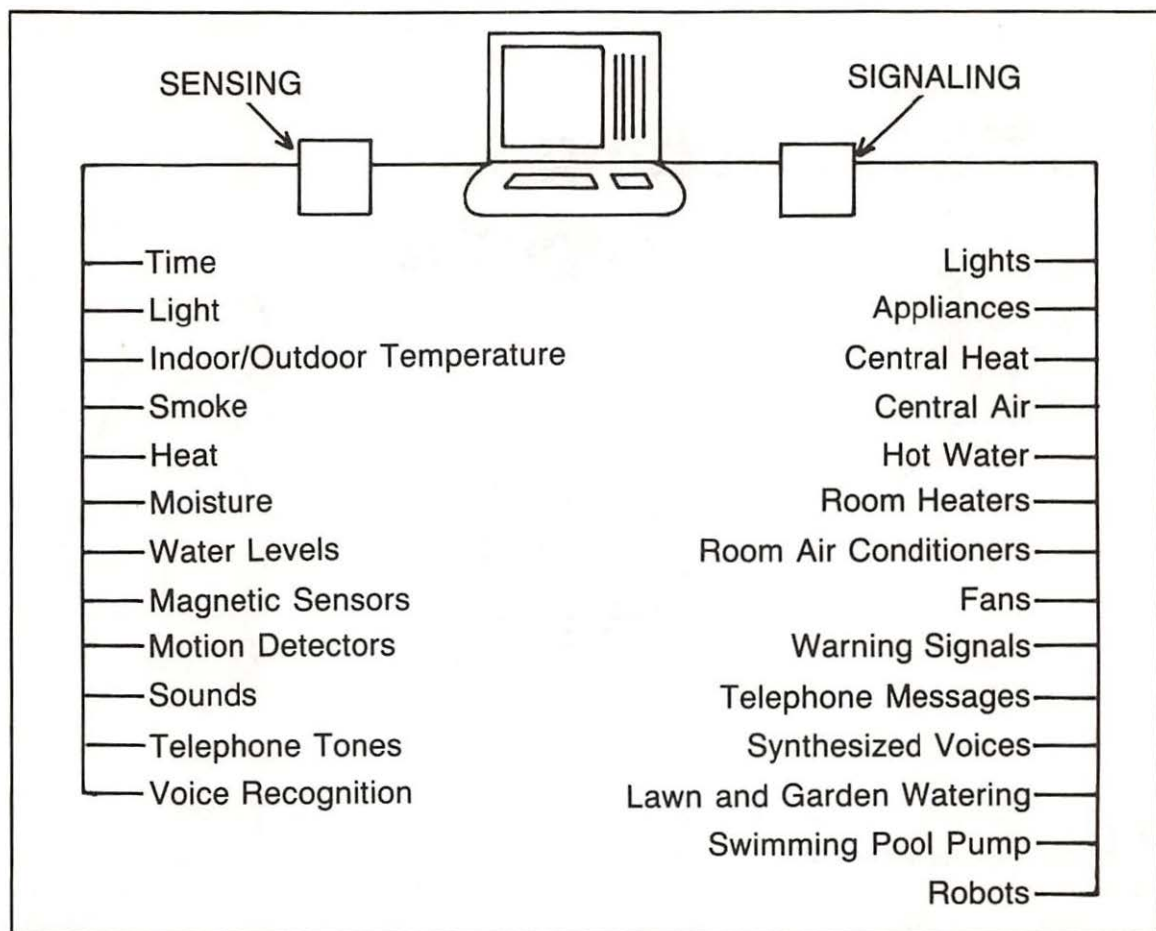 SENSING
SIGNALING
Time
Light
Indoor/Outdoor Temperature
Smoke
Heat
Moisture
Water Levels
Magnetic Sensors
Motion Detectors
Sounds
Telephone Tones
Voice Recognition
Lights
Appliances
Central Heat
Central Air
Hot Water
Room Heaters
Room Air Conditioners
Fans
Warning Signals
Telephone Messages
Synthesized Voices
Lawn and Garden Watering
Swimming Pool Pump
Robots